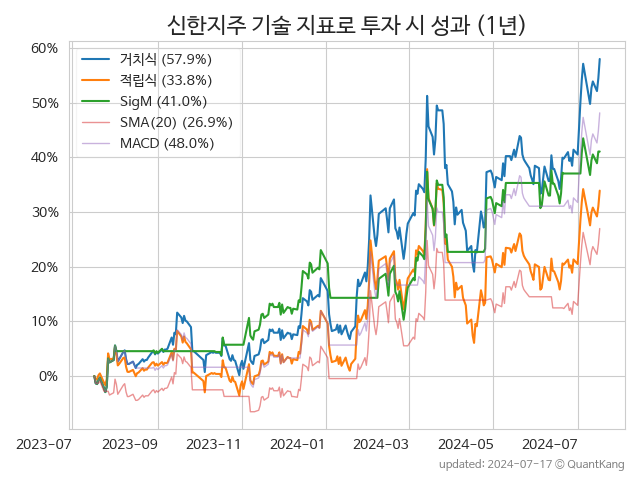 신한지주 기술 지표로 투자 시 성과 (1년)
60%
50%
40%
30%
20%
10%
0%
거치식 (57.9%)
적립식 (33.8%)
SigM (41.0%)
SMA(20) (26.9%)
MACD (48.0%)
2023-07
2023-09
2023-11
2024-01
2024-03
2024-05
2024-07
updated: 2024-07-17 © QuantKang